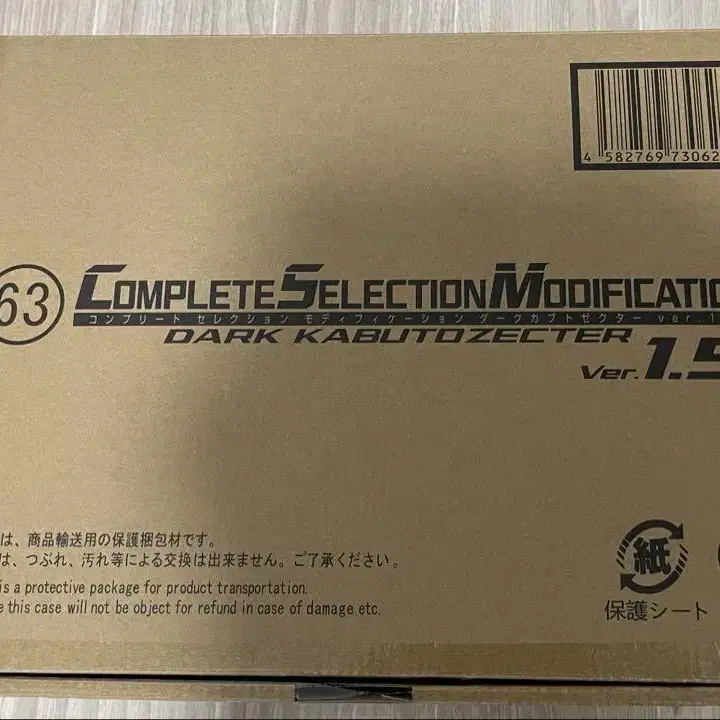 4 582769 73062
63
COMPLETE SELECTION MODIFICATIO
コンプリート セレクション モディフィケーション ダークカブトゼクター ver.1
DARK KABUTOZECTER
Ver.1.5
は、商品輸送用の保護梱包材です。
は、つぶれ、汚れ等による交換は出来ません。ご了承ください。
is a protective package for product transportation.
e this case will not be object for refund in case of damage etc.
紙
保護シート